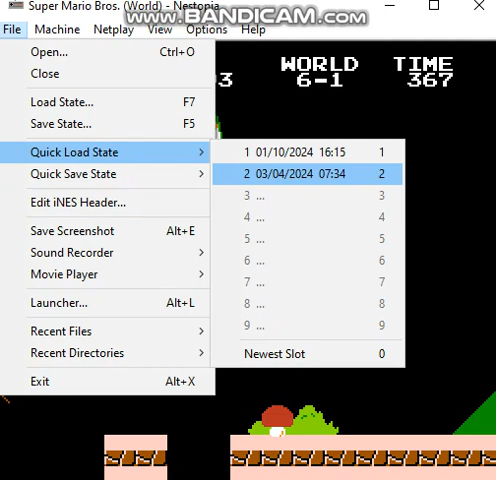 Super Mario Bros. (World) - Nestopia
www.BANDICAM.com
File Machine Netplay View Options Help
Open... Ctrl+O
Close
Load State... F7
Save State... F5
Quick Load State >
Quick Save State >
Edit iNES Header...
Save Screenshot Alt+E
Sound Recorder >
Movie Player >
Launcher... Alt+L
Recent Files >
Recent Directories >
Exit Alt+X
1 01/10/2024 16:15 1
2 03/04/2024 07:34 2
3 ... 3
4 ... 4
5 ... 5
6 ... 6
7 ... 7
8 ... 8
9 ... 9
Newest Slot 0
WORLD TIME
3 6-1 367